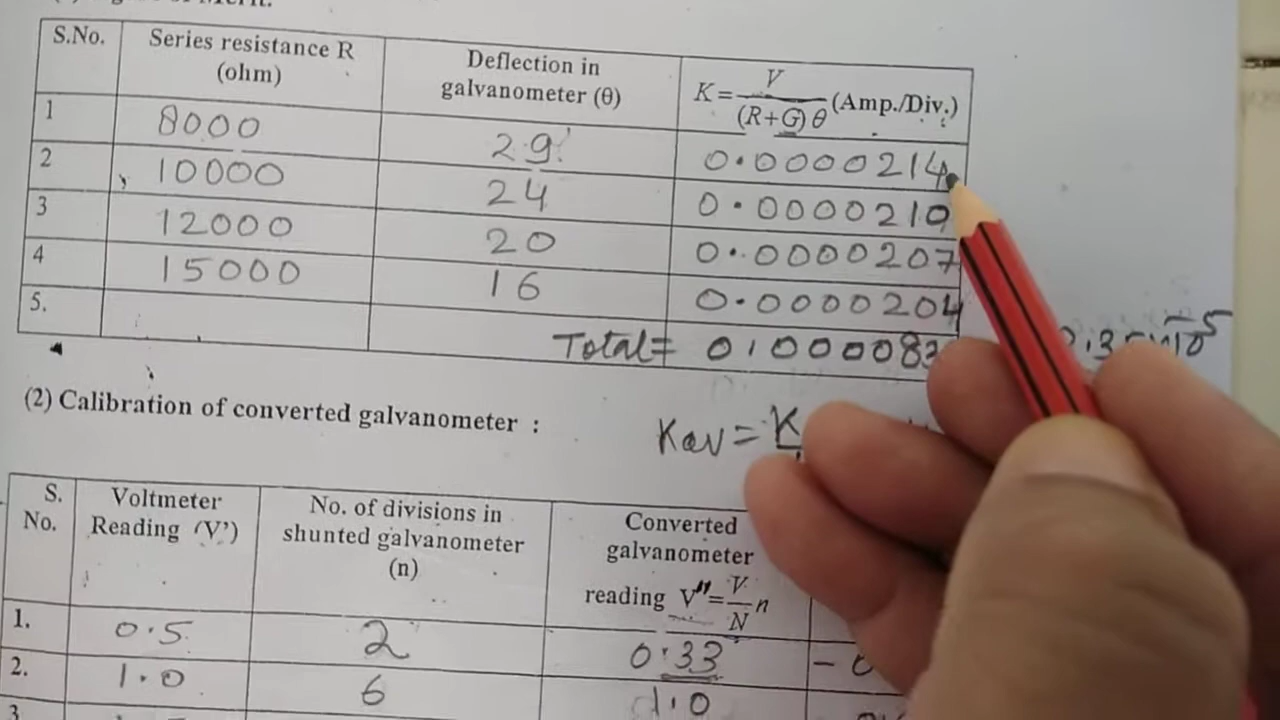 S.No. Series resistance R (ohm) Deflection in galvanometer (θ) K=V/(R+G)θ (Amp./Div.)
1 8000 29 0.0000214
2 10000 24 0.0000210
3 12000 20 0.0000207
4 15000 16 0.0000204
5.
Total=
(2) Calibration of converted galvanometer :
Kav = K
S. No. Voltmeter Reading (V') No. of divisions in shunted galvanometer (n) Converted galvanometer reading V"=V/N n
1. 0.5 2 0.33
2. 1.0 6 1.0
3